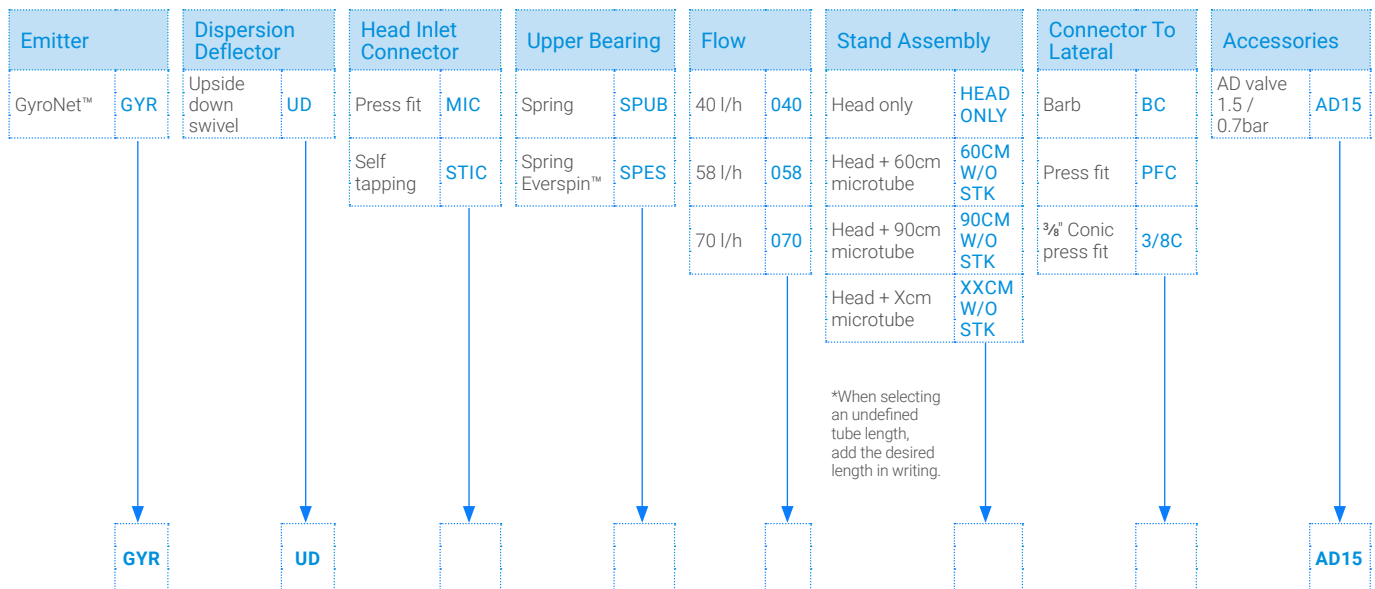 Emitter
Dispersion
Deflector
Head Inlet
Connector
Upper Bearing
Flow
Stand Assembly
Connector To
Lateral
Accessories
GyroNet™
GYR
Upside
down
swivel
UD
Press fit
MIC
Spring
SPUB
40 l/h
040
Head only
HEAD
ONLY
Barb
BC
AD valve
1.5 /
0.7bar
AD15
Self
tapping
STIC
Spring
Everspin™
SPES
58 l/h
058
Head + 60cm
microtube
60CM
W/O
STK
Press fit
PFC
70 l/h
070
Head + 90cm
microtube
90CM
W/O
STK
⅜" Conic
press fit
3/8C
Head + Xcm
microtube
XXCM
W/O
STK
*When selecting
an undefined
tube length,
add the desired
length in writing.
GYR
UD
AD15